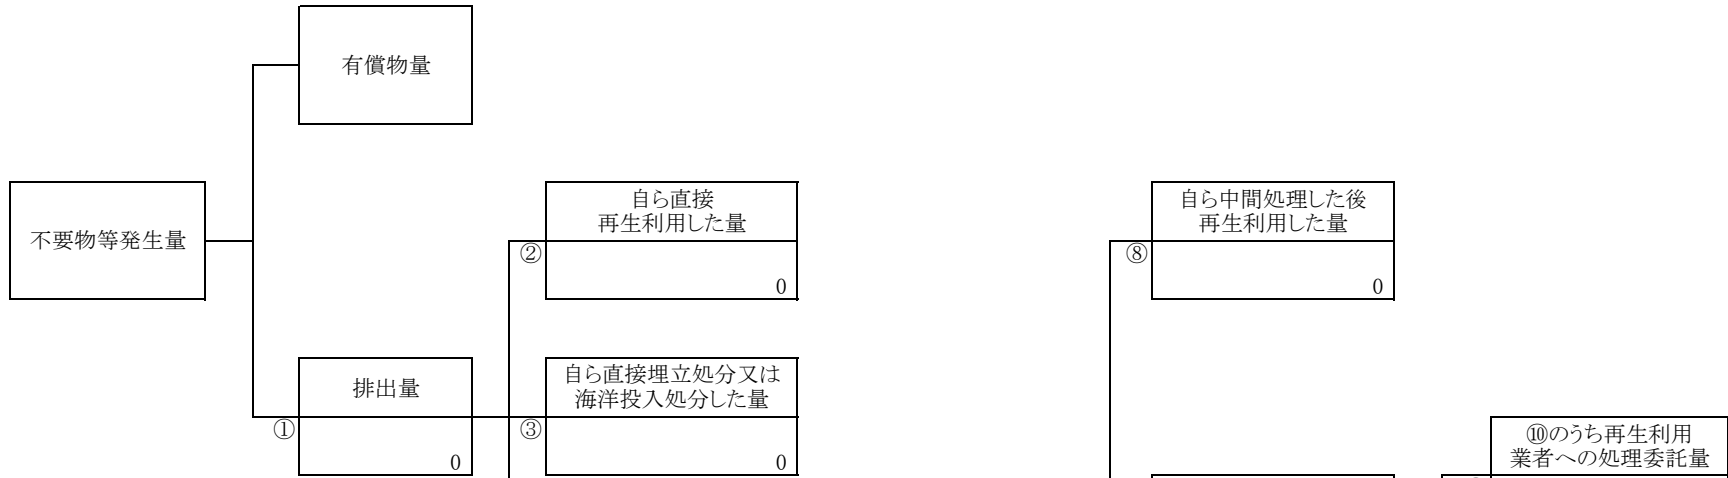 有償物量
不要物等発生量
自ら直接
再生利用した量
②
0
自ら中間処理した後
再生利用した量
⑧
0
排出量
①
0
自ら直接埋立処分又は
海洋投入処分した量
③
0
⑩のうち再生利用
業者への処理委託量